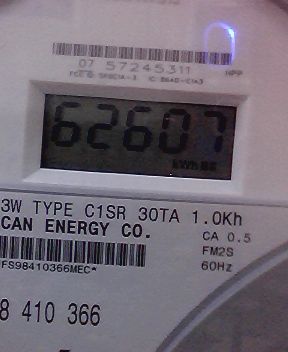 07 57245311
62607
kWh
3W TYPE C1SR 30TA 1.0Kh
CAN ENERGY CO.
CA 0.5
FM2S
60Hz
FS98410366MEC*
8 410 366